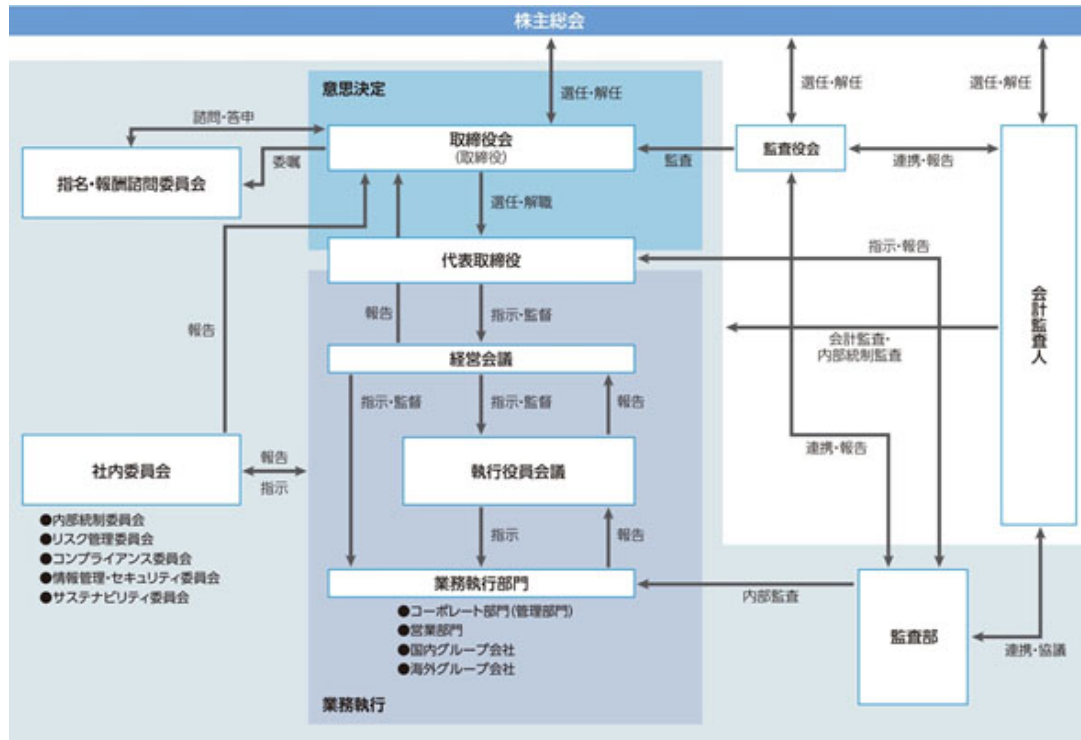 株主総会
意思決定
選任・解任
選任・解任
選任・解任
諮問・答申
取締役会
(取締役)
監査役会
委嘱
監査
連携・報告
指名・報酬諮問委員会
選任・解職
代表取締役
指示・報告
会計監査人
報告
報告
指示・監督
会計監査・
内部統制監査
経営会議
指示・監督
指示・監督
報告
社内委員会
報告
指示
執行役員会議
連携・報告
●内部統制委員会
●リスク管理委員会
●コンプライアンス委員会
●情報管理・セキュリティ委員会
●サステナビリティ委員会
指示
報告
業務執行部門
内部監査
監査部
連携・協議
●コーポレート部門(管理部門)
●営業部門
●国内グループ会社
●海外グループ会社
業務執行